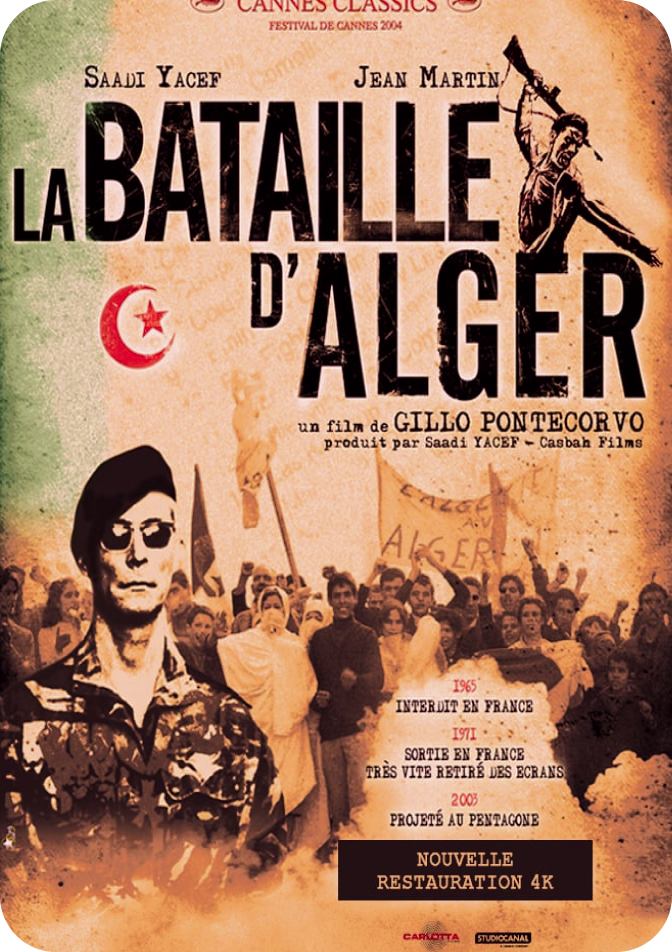 CANNES CLASSICS
FESTIVAL DE CANNES 2004
SAADI YACEF
JEAN MARTIN
LA BATAILLE
D'ALGER
un film de GILLO PONTECORVO
produit par Saadi YACEF - Casbah Films
ALGER
1965
INTERDIT EN FRANCE
1971
SORTIE EN FRANCE
TRÈS VITE RETIRÉ DES ECRANS
2003
PROJETÉ AU PENTAGONE
NOUVELLE
RESTAURATION 4K
CARLOTTA
STUDIOCANAL